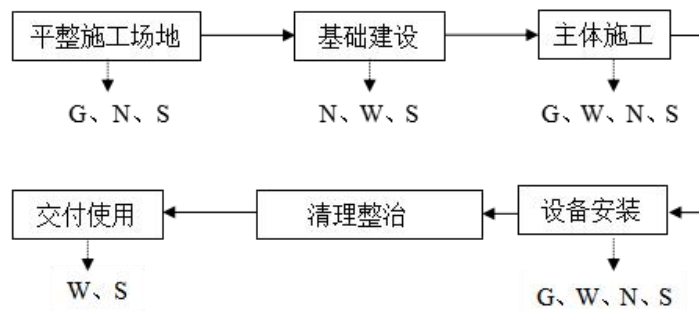 平整施工场地 基础建设 主体施工
G、N、S N、W、S G、W、N、S
交付使用 清理整治 设备安装
W、S G、W、N、S